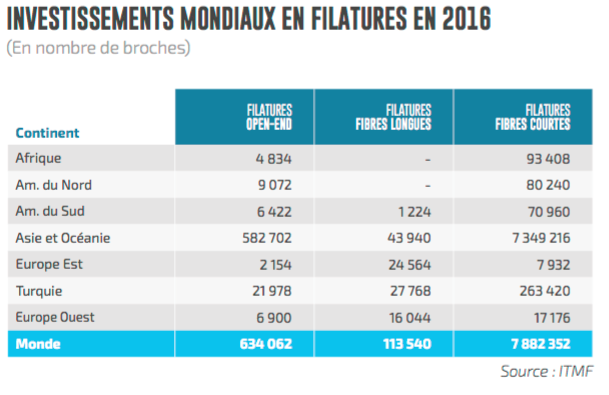 INVESTISSEMENTS MONDIAUX EN FILATURES EN 2016
(En nombre de broches)
Continent FILATURES OPEN-END FILATURES FIBRES LONGUES FILATURES FIBRES COURTES
Afrique 4 834 - 93 408
Am. du Nord 9 072 - 80 240
Am. du Sud 6 422 1 224 70 960
Asie et Océanie 582 702 43 940 7 349 216
Europe Est 2 154 24 564 7 932
Turquie 21 978 27 768 263 420
Europe Ouest 6 900 16 044 17 176
Monde 634 062 113 540 7 882 352
Source : ITMF